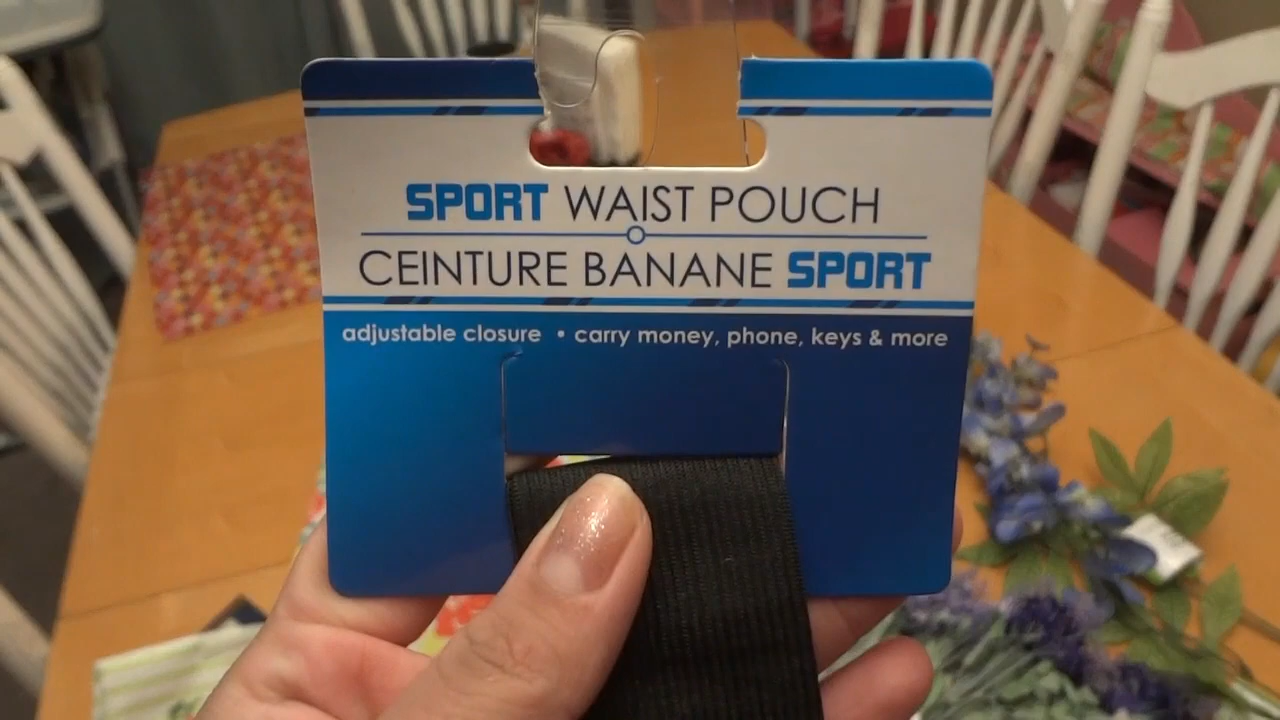 SPORT WAIST POUCH
CEINTURE BANANE SPORT
adjustable closure • carry money, phone, keys & more